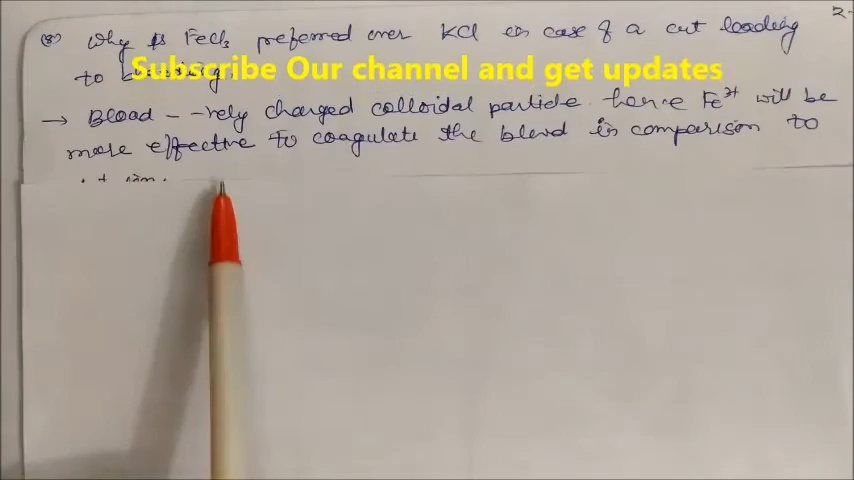 (8) Why is FeCl3 preferred over KCl in case of a cut leading
to
Subscribe Our channel and get updates
→ Blood - -vely charged colloidal particle. hence Fe3+ will be
more effective to coagulate the blood in comparison to